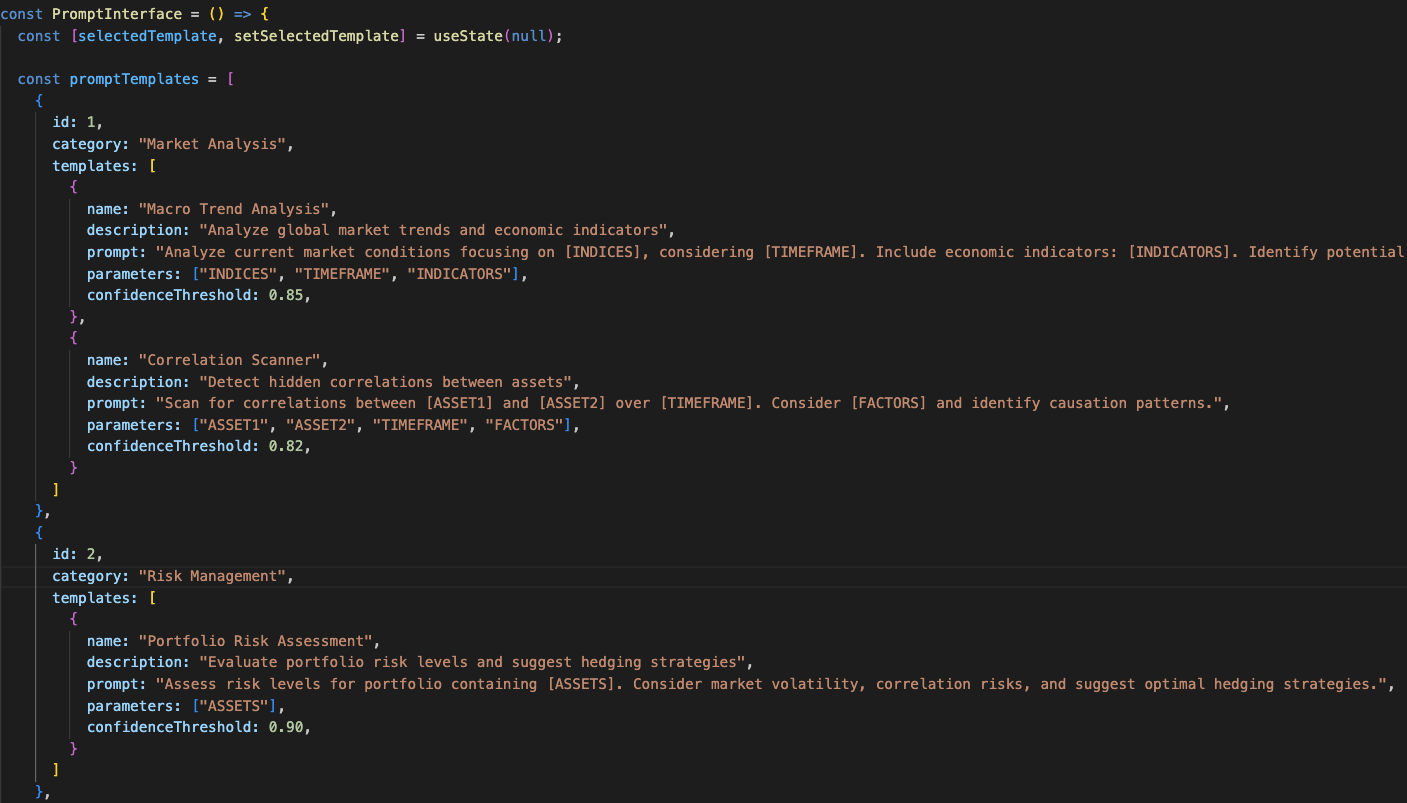 const PromptInterface = () => {
  const [selectedTemplate, setSelectedTemplate] = useState(null);

  const promptTemplates = [
    {
      id: 1,
      category: "Market Analysis",
      templates: [
        {
          name: "Macro Trend Analysis",
          description: "Analyze global market trends and economic indicators",
          prompt: "Analyze current market conditions focusing on [INDICES], considering [TIMEFRAME]. Include economic indicators: [INDICATORS]. Identify potential
          parameters: ["INDICES", "TIMEFRAME", "INDICATORS"],
          confidenceThreshold: 0.85,
        },
        {
          name: "Correlation Scanner",
          description: "Detect hidden correlations between assets",
          prompt: "Scan for correlations between [ASSET1] and [ASSET2] over [TIMEFRAME]. Consider [FACTORS] and identify causation patterns.",
          parameters: ["ASSET1", "ASSET2", "TIMEFRAME", "FACTORS"],
          confidenceThreshold: 0.82,
        }
      ]
    },
    {
      id: 2,
      category: "Risk Management",
      templates: [
        {
          name: "Portfolio Risk Assessment",
          description: "Evaluate portfolio risk levels and suggest hedging strategies",
          prompt: "Assess risk levels for portfolio containing [ASSETS]. Consider market volatility, correlation risks, and suggest optimal hedging strategies.",
          parameters: ["ASSETS"],
          confidenceThreshold: 0.90,
        }
      ]
    },